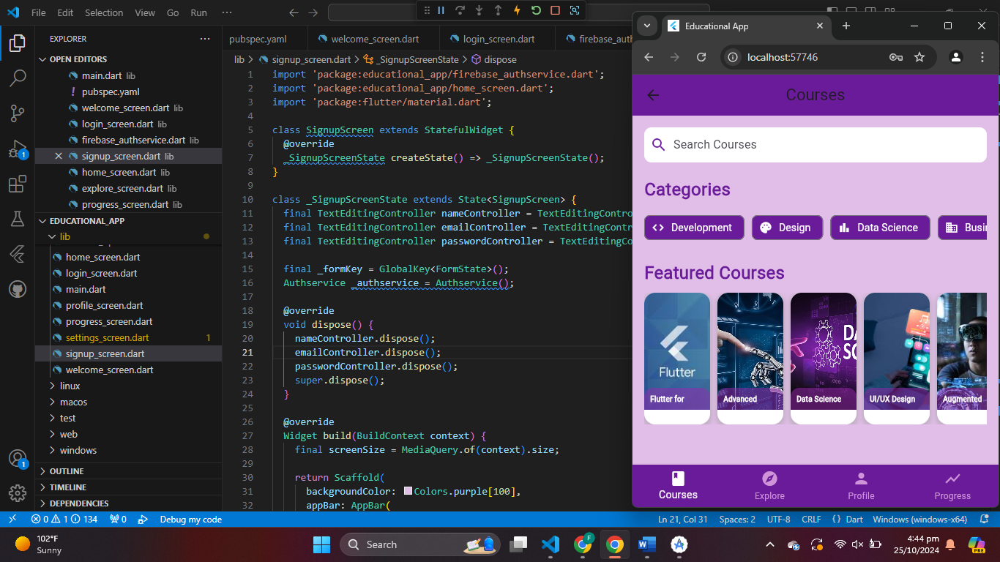 File Edit Selection View Go Run ···
EXPLORER ···
OPEN EDITORS
main.dart lib
! pubspec.yaml
welcome_screen.dart lib
login_screen.dart lib
firebase_authservice.dart lib
signup_screen.dart lib
home_screen.dart lib
explore_screen.dart lib
progress_screen.dart lib
EDUCATIONAL_APP
lib
home_screen.dart
login_screen.dart
main.dart
profile_screen.dart
progress_screen.dart
settings_screen.dart 1
signup_screen.dart
welcome_screen.dart
linux
macos
test
web
windows
OUTLINE
TIMELINE
DEPENDENCIES
1
1
pubspec.yaml welcome_screen.dart login_screen.dart firebase_auth
lib > signup_screen.dart > _SignupScreenState > dispose
1 import 'package:educational_app/firebase_authservice.dart';
2 import 'package:educational_app/home_screen.dart';
3 import 'package:flutter/material.dart';
4
5 class SignupScreen extends StatefulWidget {
6 @override
7 _SignupScreenState createState() => _SignupScreenState();
8 }
9
10 class _SignupScreenState extends State<SignupScreen> {
11 final TextEditingController nameController = TextEditingContro
12 final TextEditingController emailController = TextEditingContr
13 final TextEditingController passwordController = TextEditingCo
14
15 final _formKey = GlobalKey<FormState>();
16 Authservice _authservice = Authservice();
17
18 @override
19 void dispose() {
20 nameController.dispose();
21 emailController.dispose();
22 passwordController.dispose();
23 super.dispose();
24 }
25
26 @override
27 Widget build(BuildContext context) {
28 final screenSize = MediaQuery.of(context).size;
29
30 return Scaffold(
31 backgroundColor: Colors.purple[100],
32 appBar: AppBar(
Educational App
localhost:57746
Courses
Search Courses
Categories
Development Design Data Science Busi
Featured Courses
Flutter
Flutter for
Advanced
Data Science
UI/UX Design
Augmented
Courses Explore Profile Progress
0 1 134 0 Debug my code Ln 21, Col 31 Spaces: 2 UTF-8 CRLF {} Dart Windows (windows-x64)
102°F
Sunny
Search
F
4:44 pm
25/10/2024
PRE